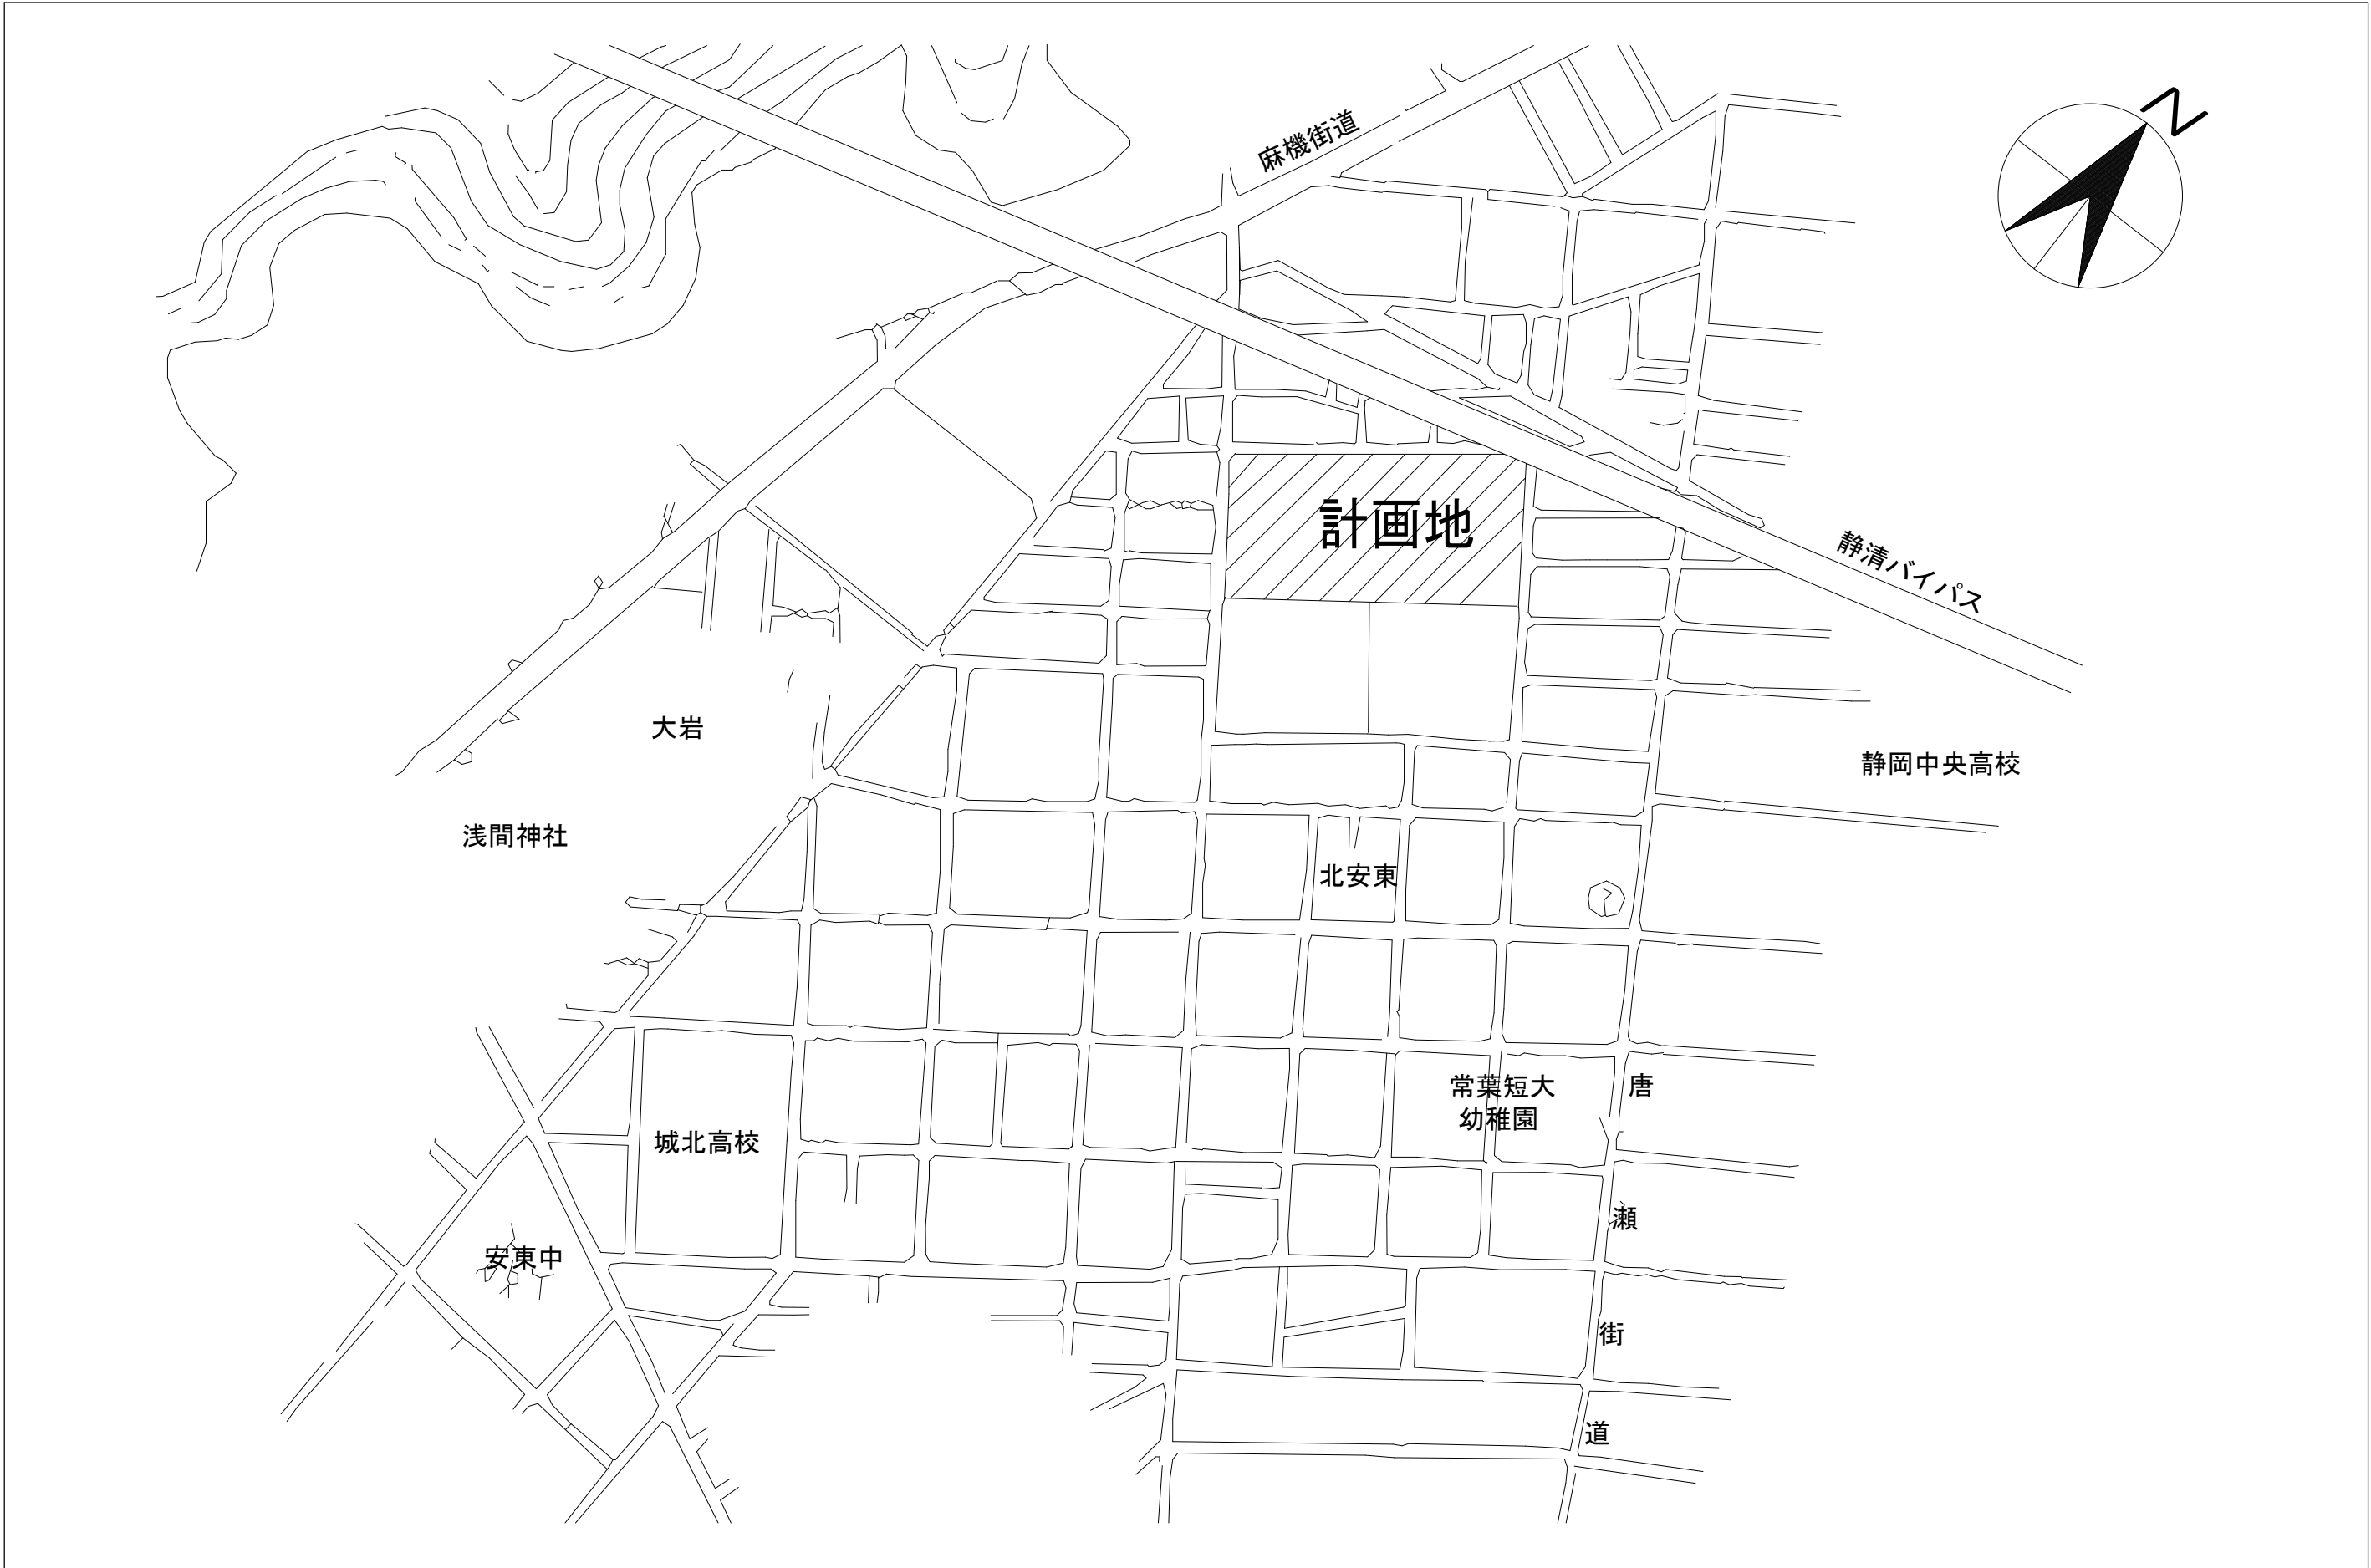 N
麻機街道
計画地
静清バイパス
大岩
静岡中央高校
浅間神社
北安東
常葉短大
幼稚園
唐瀬街道
城北高校
安東中